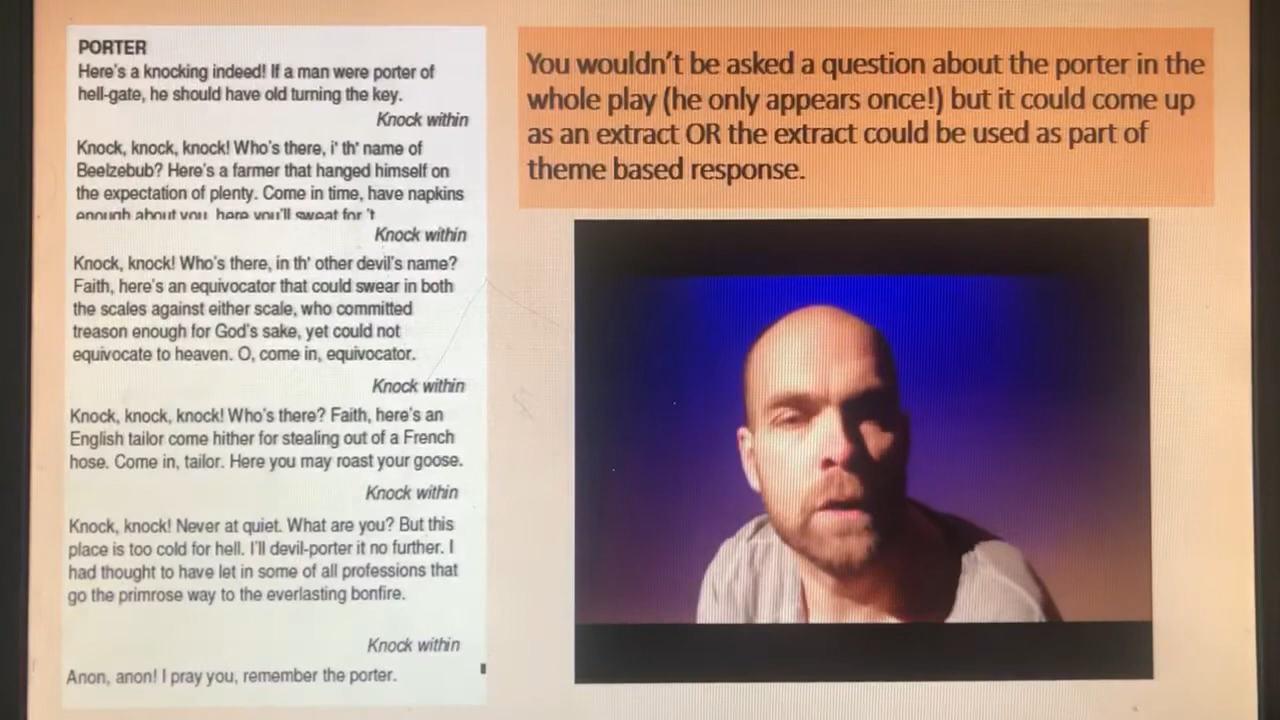 PORTER
Here's a knocking indeed! If a man were porter of
hell-gate, he should have old turning the key.
Knock within
Knock, knock, knock! Who's there, i' th' name of
Beelzebub? Here's a farmer that hanged himself on
the expectation of plenty. Come in time, have napkins
enough about you, here you'll sweat for 't
Knock within
Knock, knock! Who's there, in th' other devil's name?
Faith, here's an equivocator that could swear in both
the scales against either scale, who committed
treason enough for God's sake, yet could not
equivocate to heaven. O, come in, equivocator.
Knock within
Knock, knock, knock! Who's there? Faith, here's an
English tailor come hither for stealing out of a French
hose. Come in, tailor. Here you may roast your goose.
Knock within
Knock, knock! Never at quiet. What are you? But this
place is too cold for hell. I'll devil-porter it no further. I
had thought to have let in some of all professions that
go the primrose way to the everlasting bonfire.
Knock within
Anon, anon! I pray you, remember the porter.
You wouldn't be asked a question about the porter in the
whole play (he only appears once!) but it could come up
as an extract OR the extract could be used as part of
theme based response.